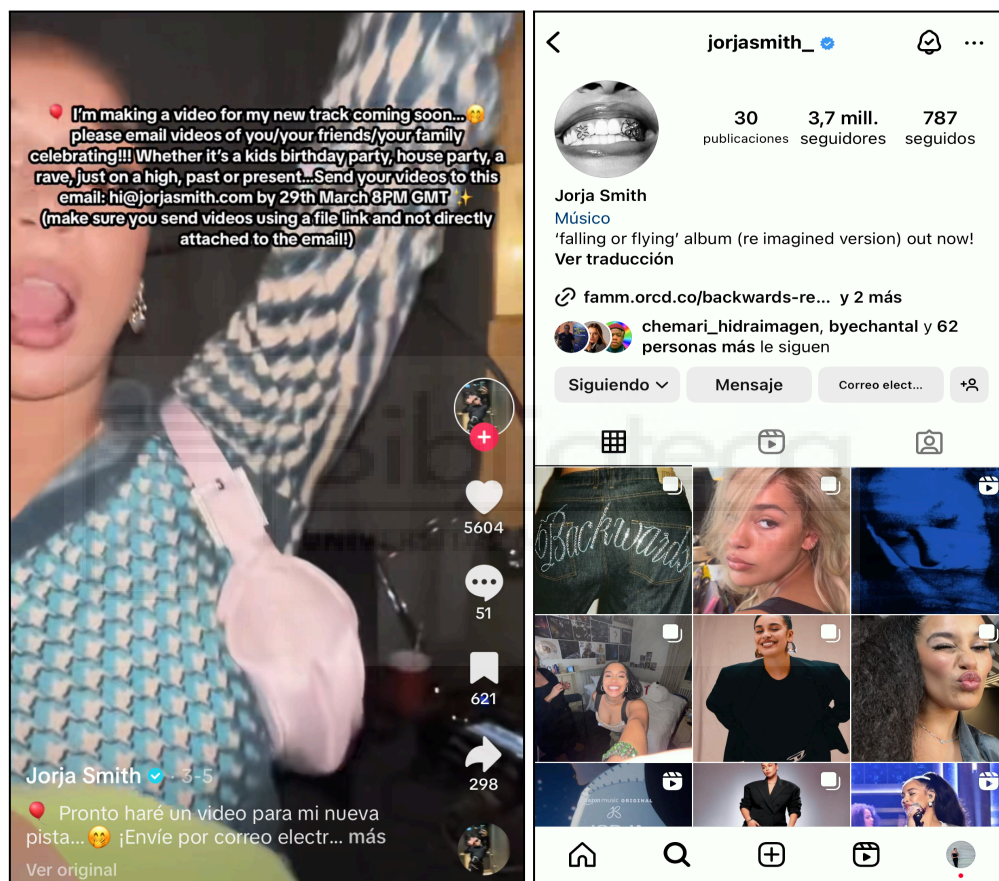 🎈 I'm making a video for my new track coming soon...🤭
please email videos of you/your friends/your family
celebrating!!! Whether it's a kids birthday party, house party, a
rave, just on a high, past or present...Send your videos to this
email: hi@jorjasmith.com by 29th March 8PM GMT ✨
(make sure you send videos using a file link and not directly
attached to the email!)
5604
51
621
298
Jorja Smith · 3-5
🎈 Pronto haré un video para mi nueva
pista...🤭 ¡Envíe por correo electr... más
Ver original
jorjasmith_
30
publicaciones
3,7 mill.
seguidores
787
seguidos
Jorja Smith
Músico
‘falling or flying’ album (re imagined version) out now!
Ver traducción
famm.orcd.co/backwards-re... y 2 más
chemari_hidraimagen, byechantal y 62
personas más le siguen
Siguiendo
Mensaje
Correo elect...
Backwards
Biblioteca